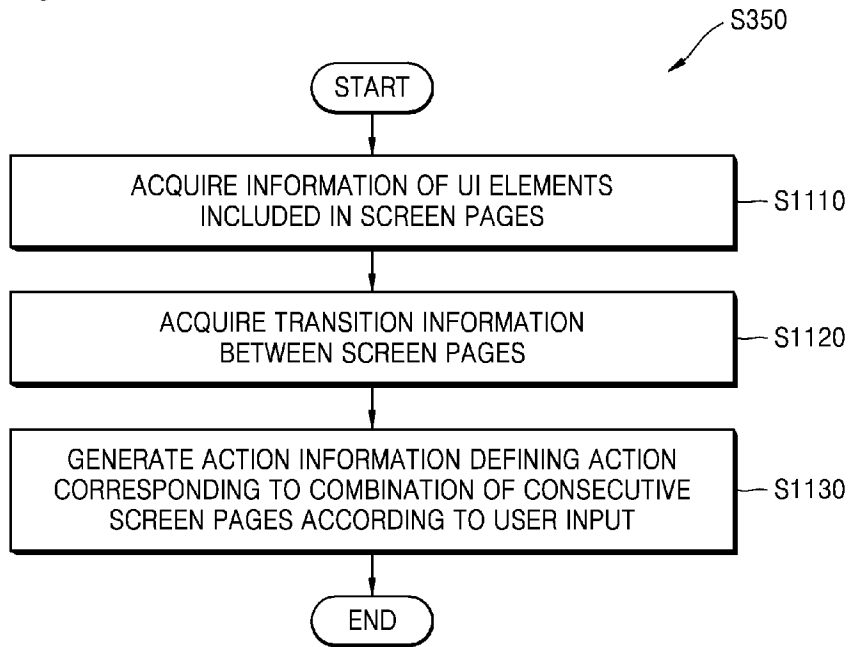 S350
START
ACQUIRE INFORMATION OF UI ELEMENTS
INCLUDED IN SCREEN PAGES
S1110
ACQUIRE TRANSITION INFORMATION
BETWEEN SCREEN PAGES
S1120
GENERATE ACTION INFORMATION DEFINING ACTION
CORRESPONDING TO COMBINATION OF CONSECUTIVE
SCREEN PAGES ACCORDING TO USER INPUT
S1130
END